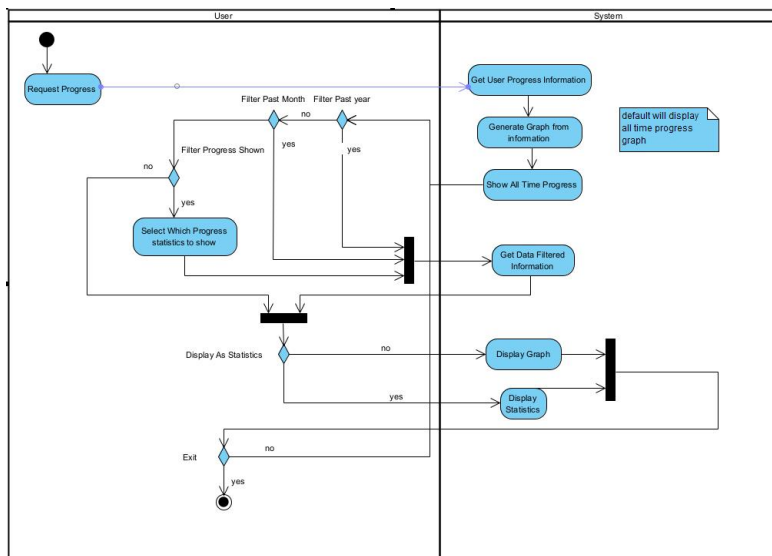 User
System
Request Progress
Get User Progress Information
Filter Past Month
Filter Past year
no
default will display
all time progress
graph
Generate Graph from
information
yes
yes
no
Filter Progress Shown
Show All Time Progress
yes
Select Which Progress
statistics to show
Get Data Filtered
Information
Display As Statistics
no
Display Graph
yes
Display
Statistics
Exit
no
yes